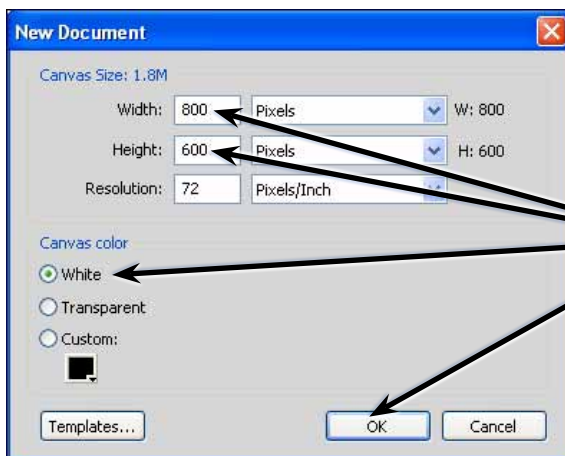 New Document
Canvas Size: 1.8M
Width: 800 Pixels W: 800
Height: 600 Pixels H: 600
Resolution: 72 Pixels/Inch
Canvas color
White
Transparent
Custom:
Templates... OK Cancel